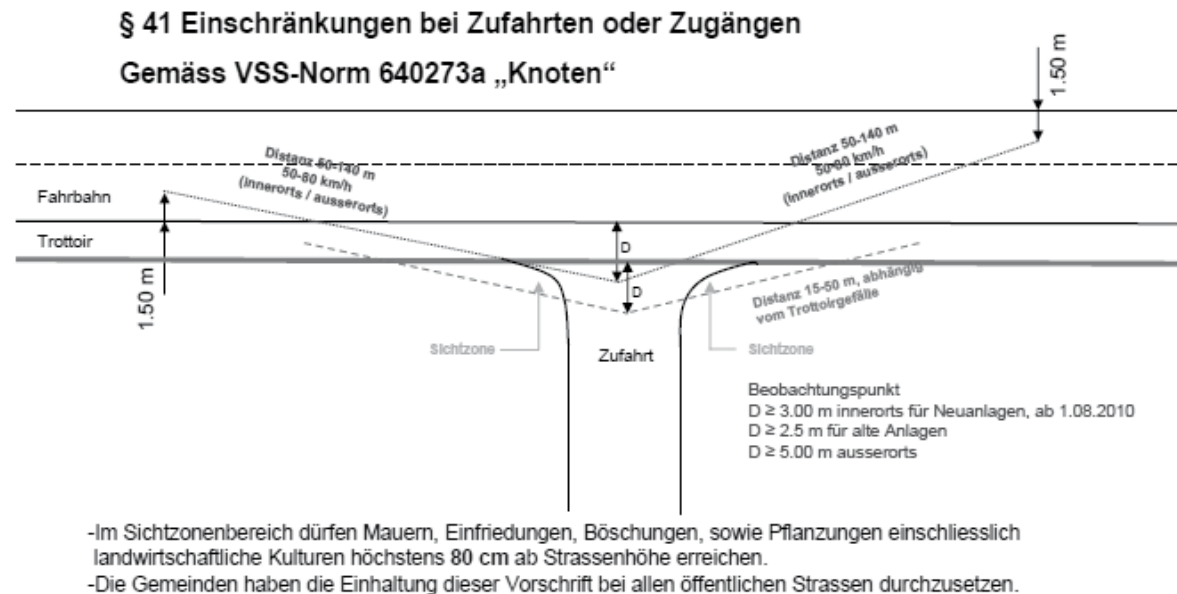 § 41 Einschränkungen bei Zufahrten oder Zugängen
Gemäss VSS-Norm 640273a „Knoten“
1.50 m
Distanz 50-140 m
50-80 km/h
(innerorts / ausserorts)
Distanz 50-140 m
50-80 km/h
(innerorts / ausserorts)
Fahrbahn
Trottoir
D
D
1.50 m
Distanz 15-50 m, abhängig
vom Trottoirgefälle
Sichtzone
Zufahrt
Sichtzone
Beobachtungspunkt
D ≥ 3.00 m innerorts für Neuanlagen, ab 1.08.2010
D ≥ 2.5 m für alte Anlagen
D ≥ 5.00 m ausserorts
-Im Sichtzonenbereich dürfen Mauern, Einfriedungen, Böschungen, sowie Pflanzungen einschliesslich
landwirtschaftliche Kulturen höchstens 80 cm ab Strassenhöhe erreichen.
-Die Gemeinden haben die Einhaltung dieser Vorschrift bei allen öffentlichen Strassen durchzusetzen.